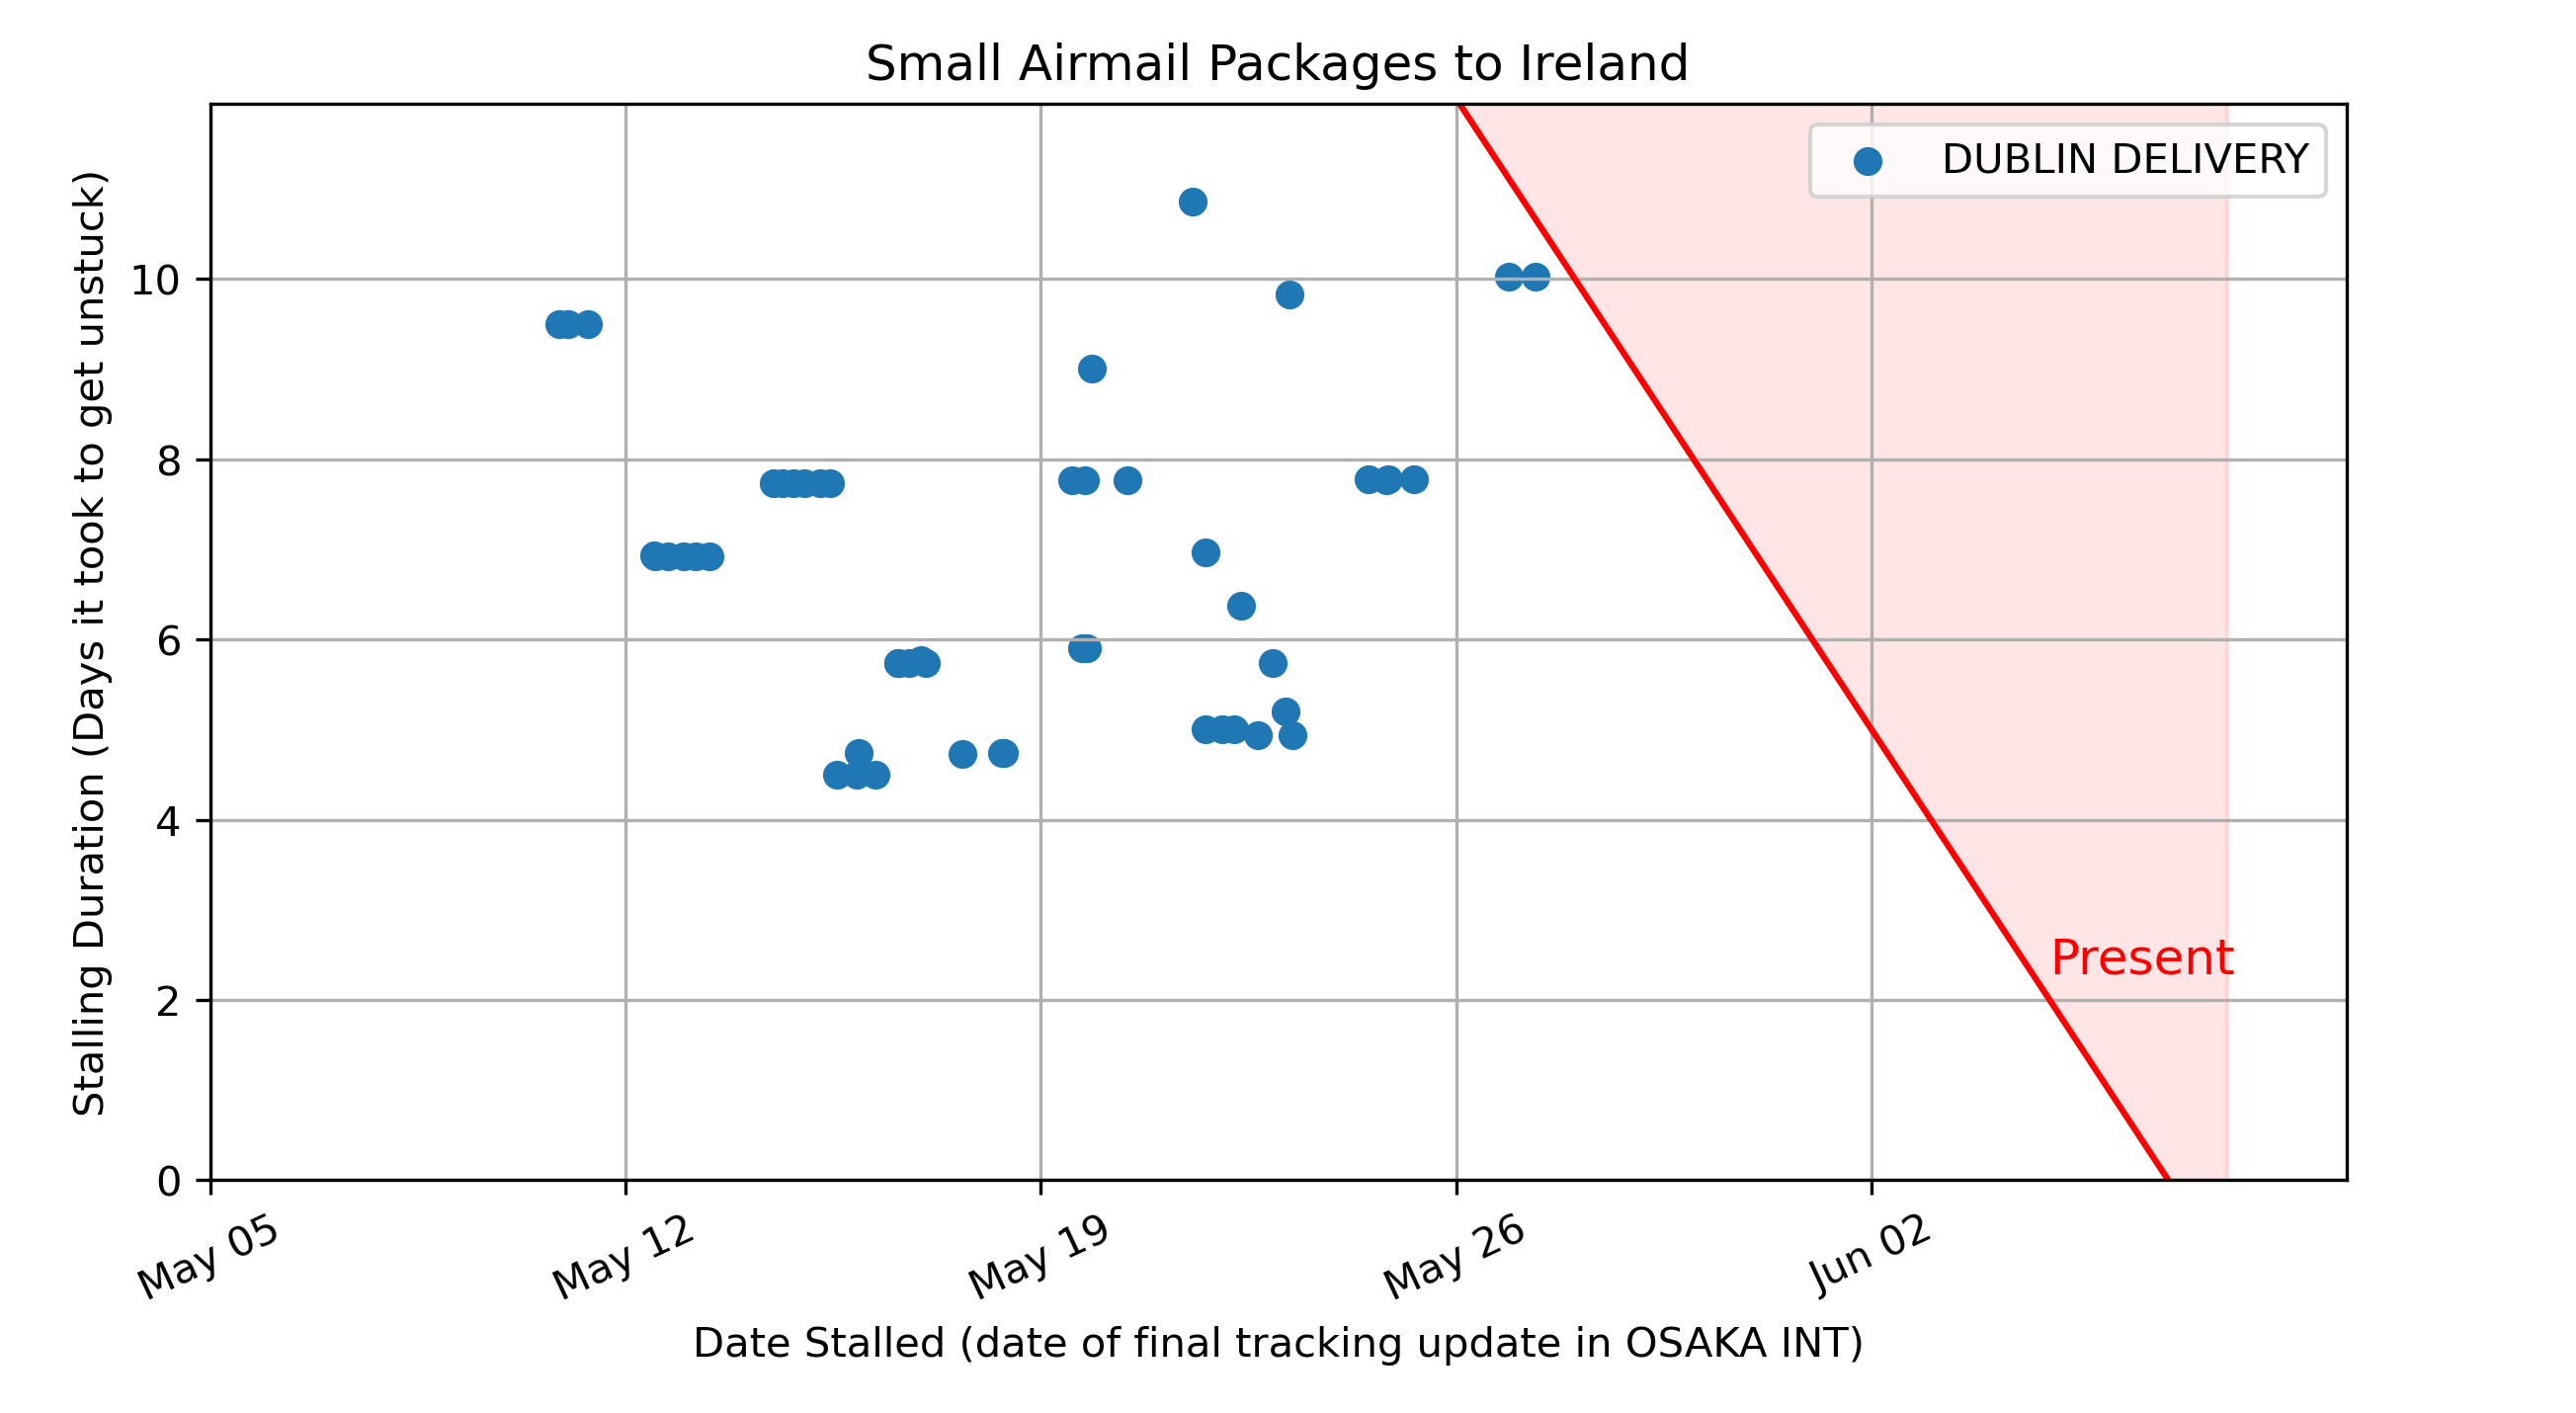 Small Airmail Packages to Ireland
DUBLIN DELIVERY
Stalling Duration (Days it took to get unstuck)
10
8
6
4
2
0
Present
May 05
May 12
May 19
May 26
Jun 02
Date Stalled (date of final tracking update in OSAKA INT)